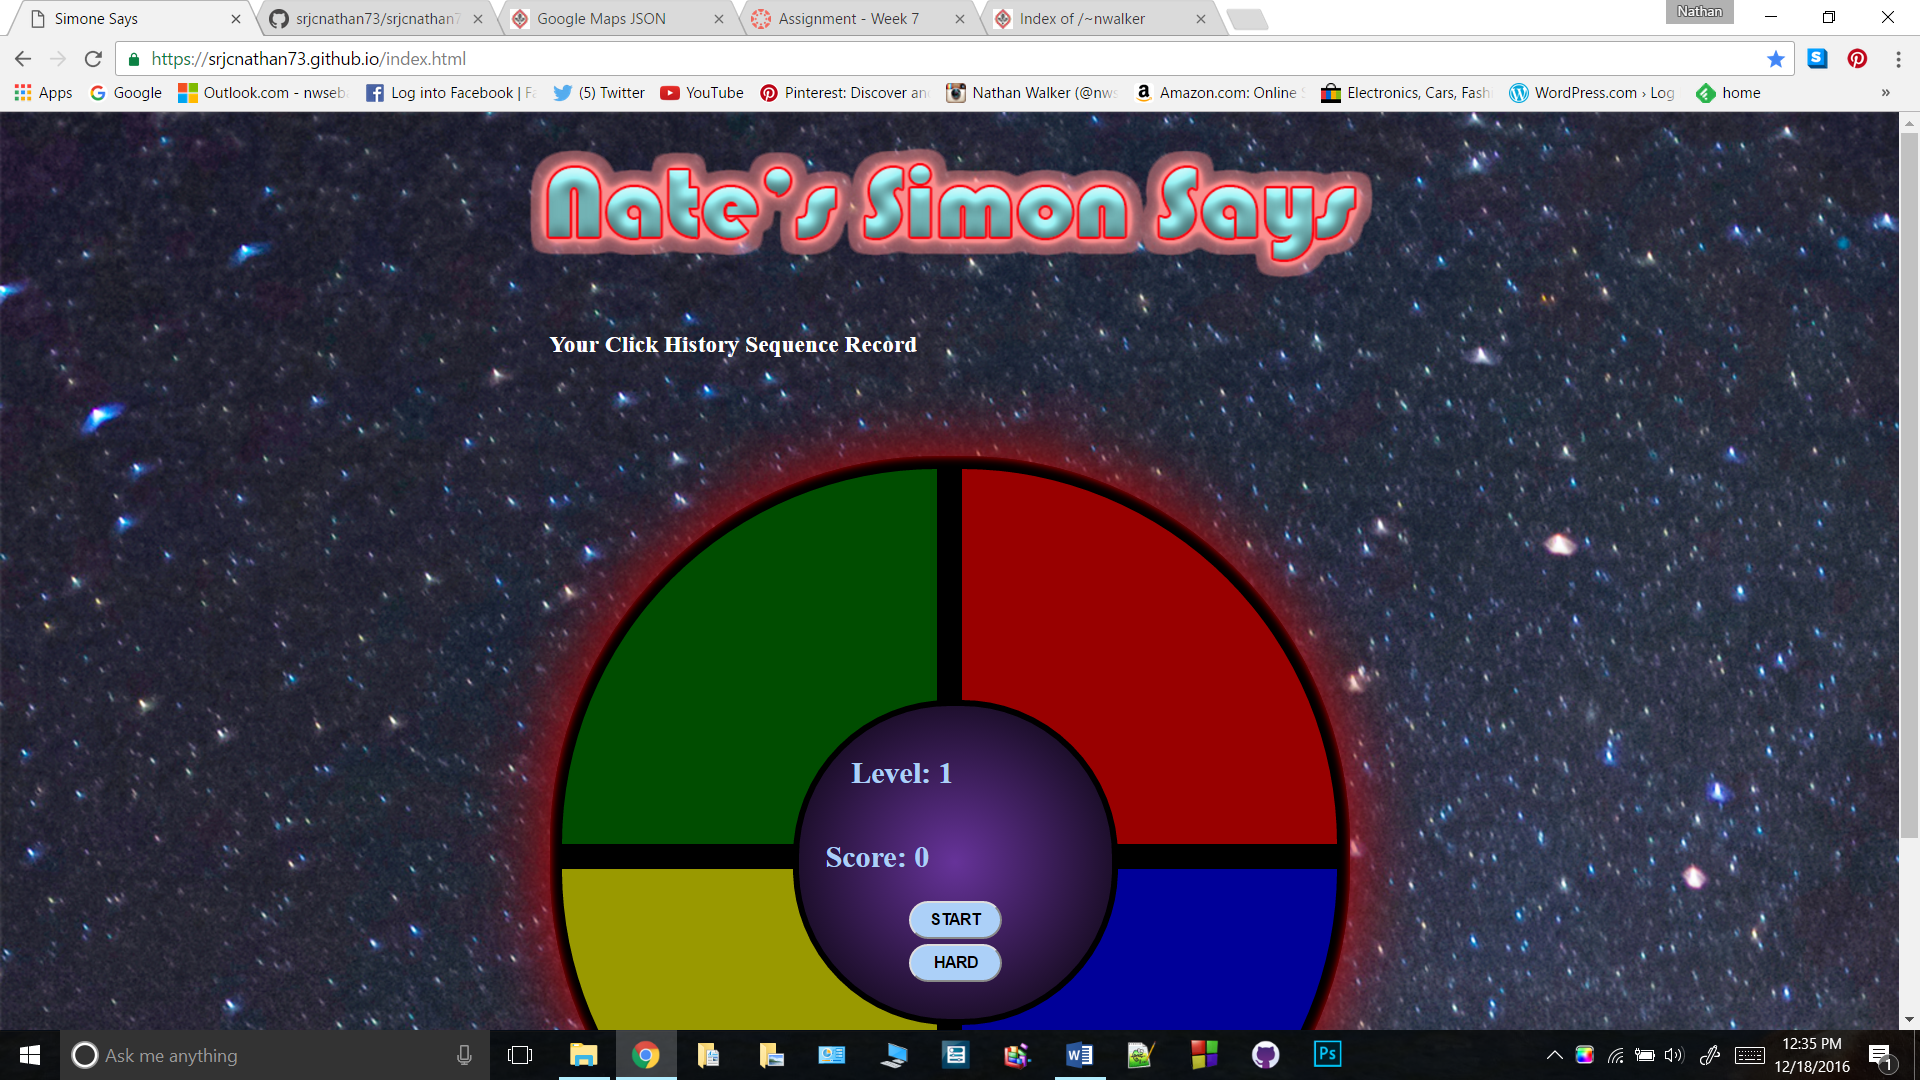 Nathan
Simone Says
srjcnathan73/srjcnathan7
Google Maps JSON
Assignment - Week 7
Index of /~nwalker
https://srjcnathan73.github.io/index.html
Apps
Google
Outlook.com - nwseb
Log into Facebook | Fa
(5) Twitter
YouTube
Pinterest: Discover an
Nathan Walker (@nws
Amazon.com: Online S
Electronics, Cars, Fash
WordPress.com › Log
home
»
Nate's Simon Says
Your Click History Sequence Record
Level: 1
Score: 0
START
HARD
Ask me anything
Ps
12:35 PM
12/18/2016
1